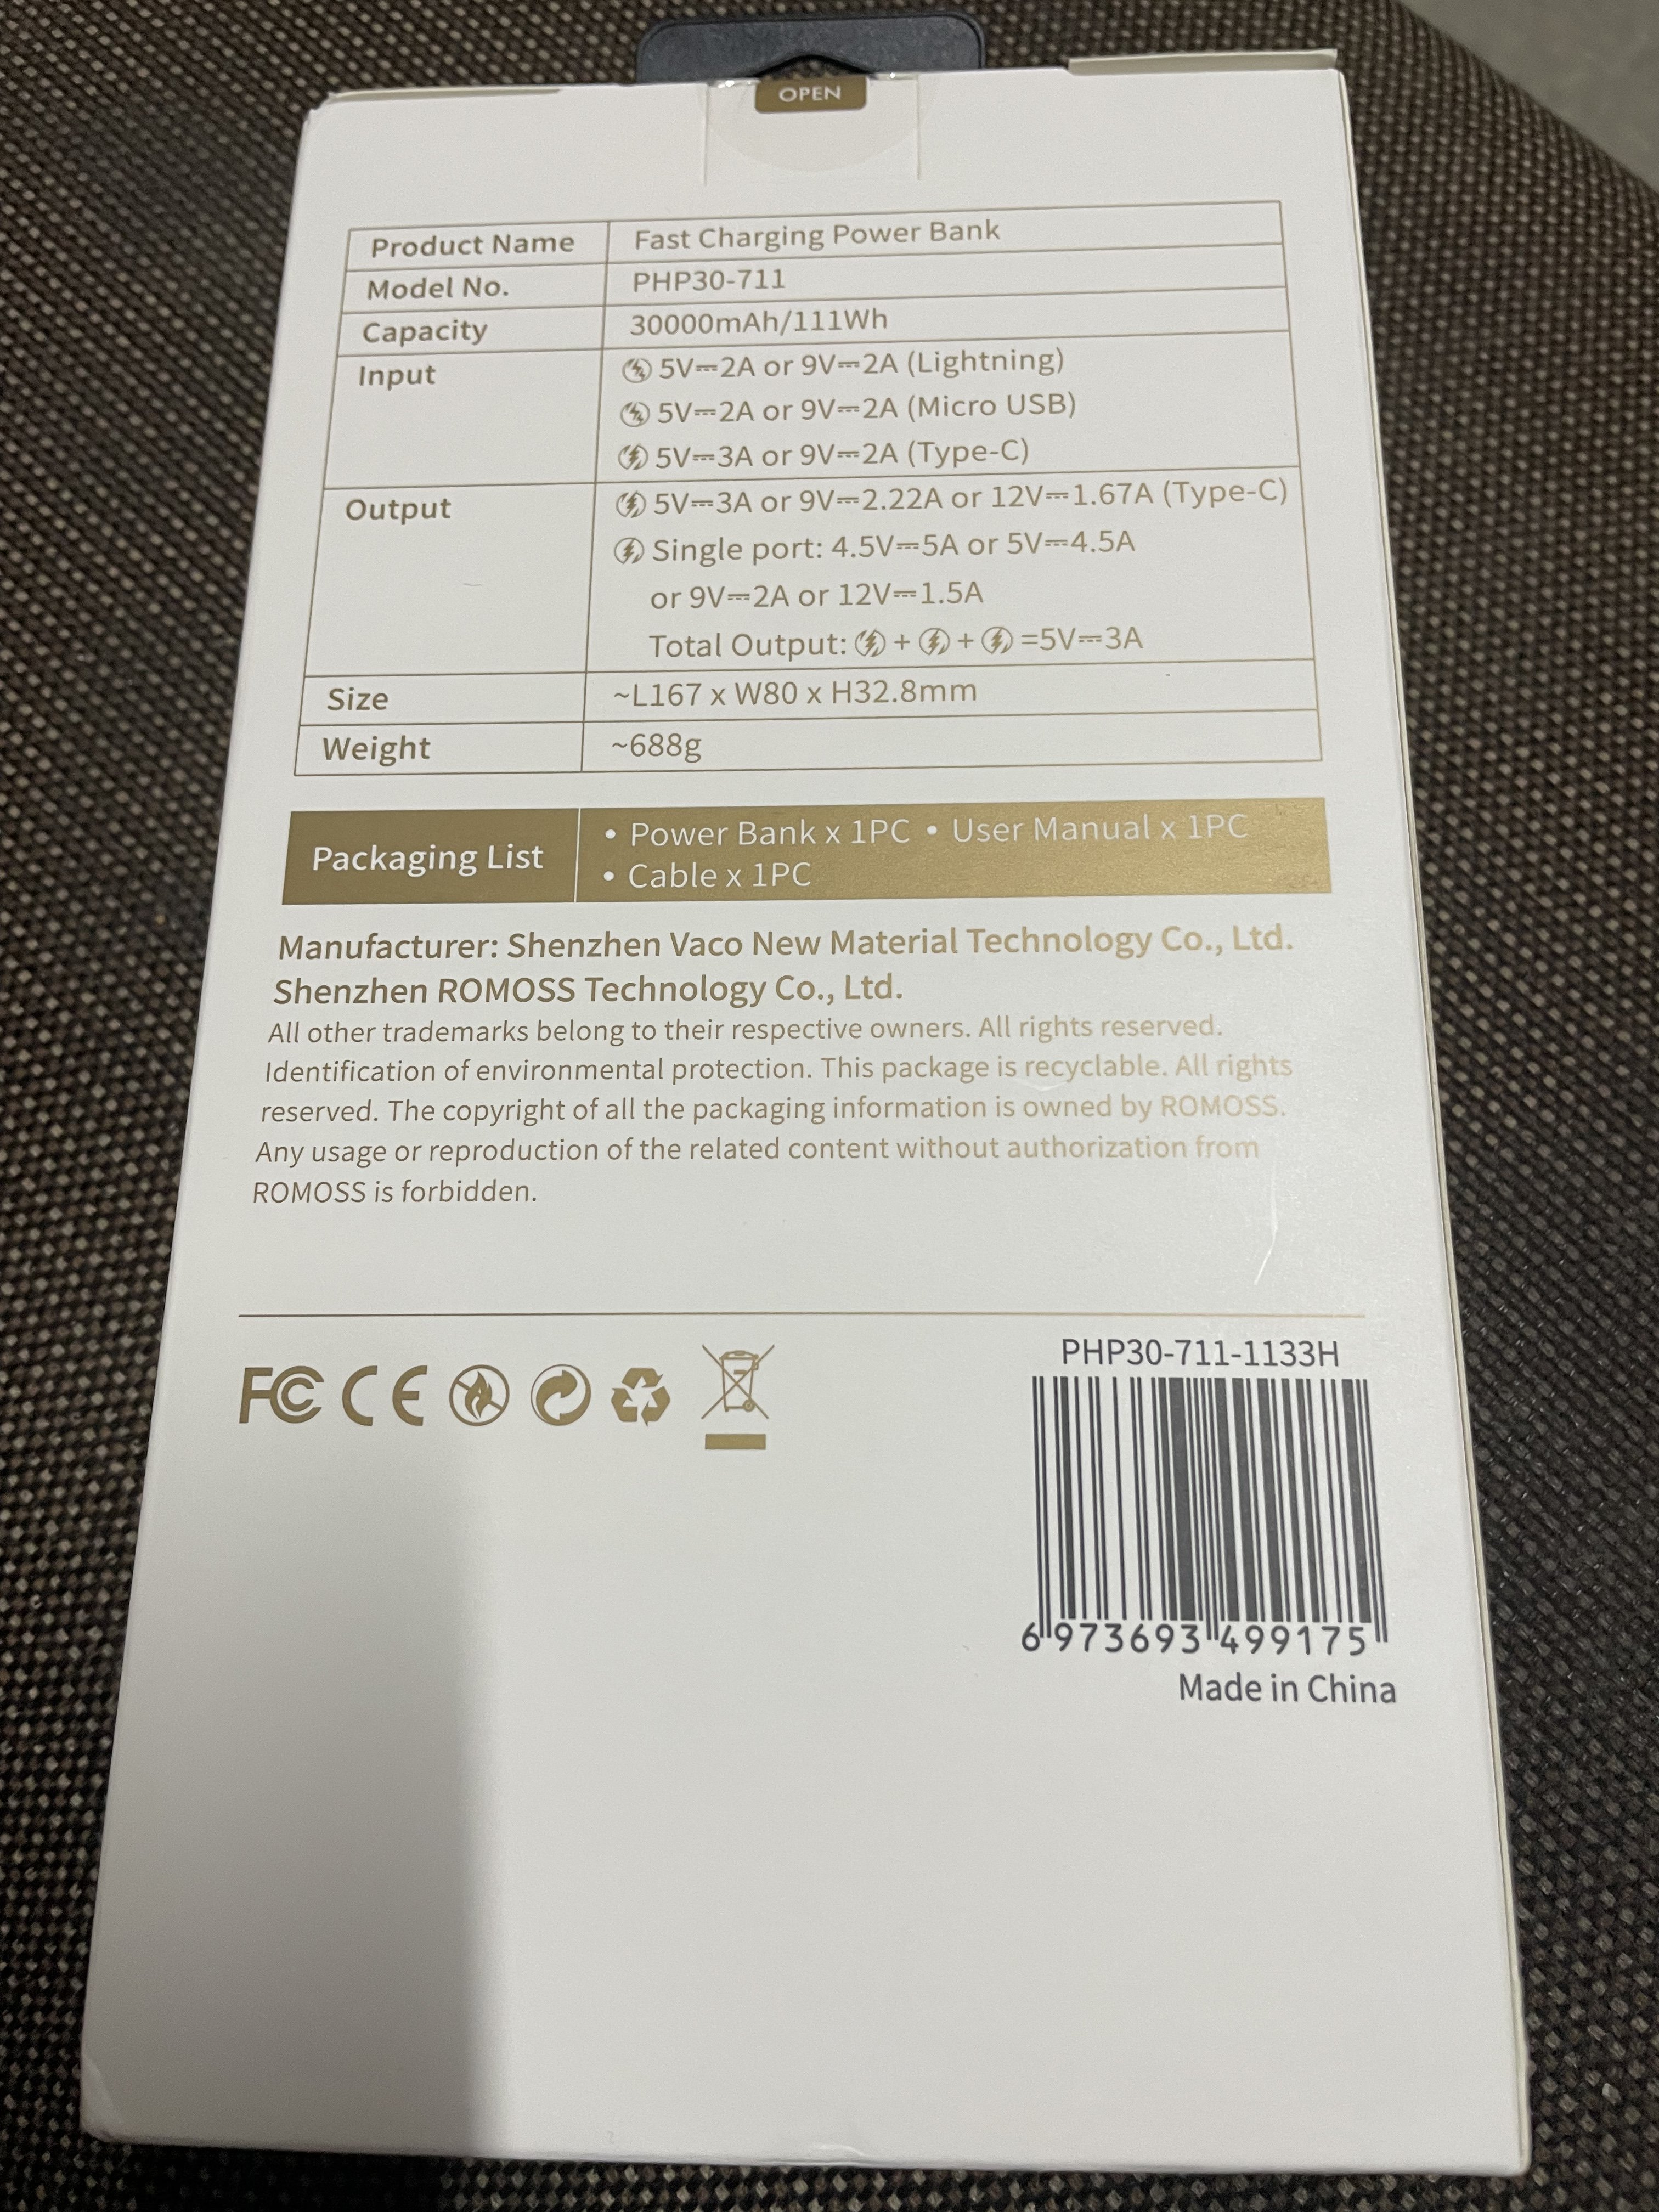 OPEN
Product Name Fast Charging Power Bank
Model No. PHP30-711
Capacity 30000mAh/111Wh
Input 5V⎓2A or 9V⎓2A (Lightning)
5V⎓2A or 9V⎓2A (Micro USB)
5V⎓3A or 9V⎓2A (Type-C)
Output 5V⎓3A or 9V⎓2.22A or 12V⎓1.67A (Type-C)
Single port: 4.5V⎓5A or 5V⎓4.5A
or 9V⎓2A or 12V⎓1.5A
Total Output: + + =5V⎓3A
Size ~L167 x W80 x H32.8mm
Weight ~688g
Packaging List • Power Bank x 1PC • User Manual x 1PC
• Cable x 1PC
Manufacturer: Shenzhen Vaco New Material Technology Co., Ltd.
Shenzhen ROMOSS Technology Co., Ltd.
All other trademarks belong to their respective owners. All rights reserved.
Identification of environmental protection. This package is recyclable. All rights
reserved. The copyright of all the packaging information is owned by ROMOSS.
Any usage or reproduction of the related content without authorization from
ROMOSS is forbidden.
FC CE
PHP30-711-1133H
6 973693 499175
Made in China